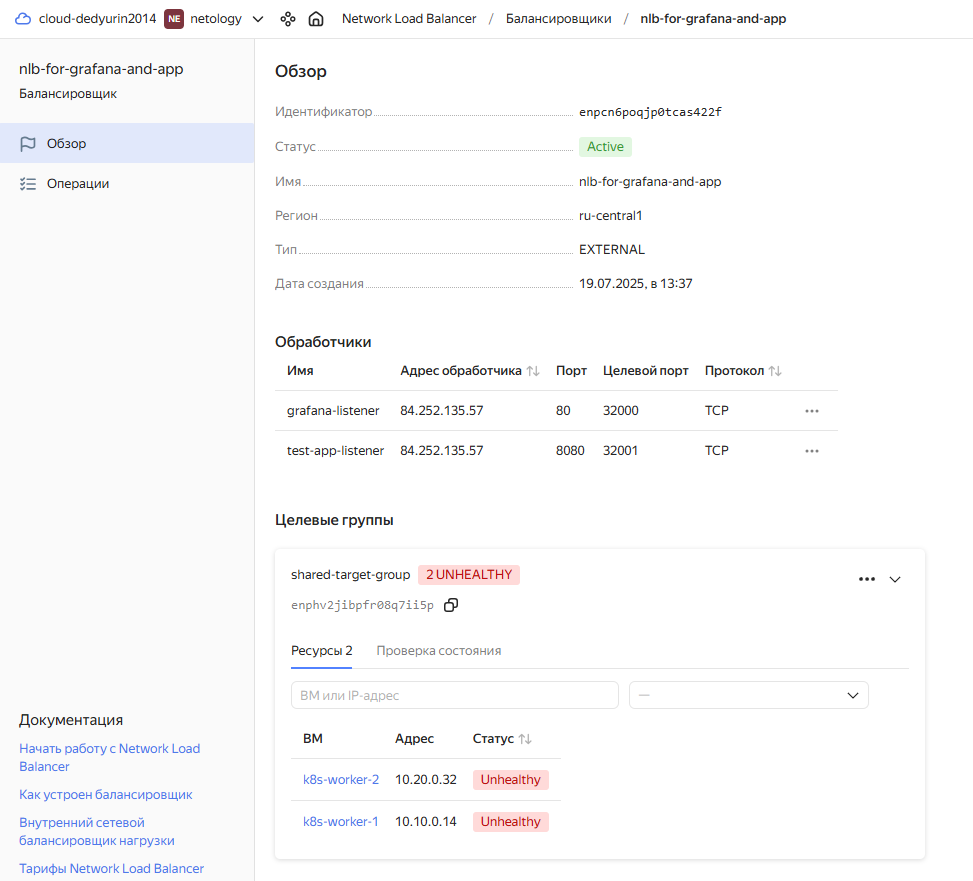 cloud-dedyurin2014 NE netology Network Load Balancer / Балансировщики / nlb-for-grafana-and-app
nlb-for-grafana-and-app
Балансировщик
Обзор
Операции
Документация
Начать работу с Network Load
Balancer
Как устроен балансировщик
Внутренний сетевой
балансировщик нагрузки
Тарифы Network Load Balancer
Обзор
Идентификатор enpcn6poqjp0tcas422f
Статус Active
Имя nlb-for-grafana-and-app
Регион ru-central1
Тип EXTERNAL
Дата создания 19.07.2025, в 13:37
Обработчики
Имя Адрес обработчика Порт Целевой порт Протокол
grafana-listener 84.252.135.57 80 32000 TCP
test-app-listener 84.252.135.57 8080 32001 TCP
Целевые группы
shared-target-group 2 UNHEALTHY
enphv2jibpfr08q7ii5p
Ресурсы 2 Проверка состояния
ВМ или IP-адрес —
ВМ Адрес Статус
k8s-worker-2 10.20.0.32 Unhealthy
k8s-worker-1 10.10.0.14 Unhealthy